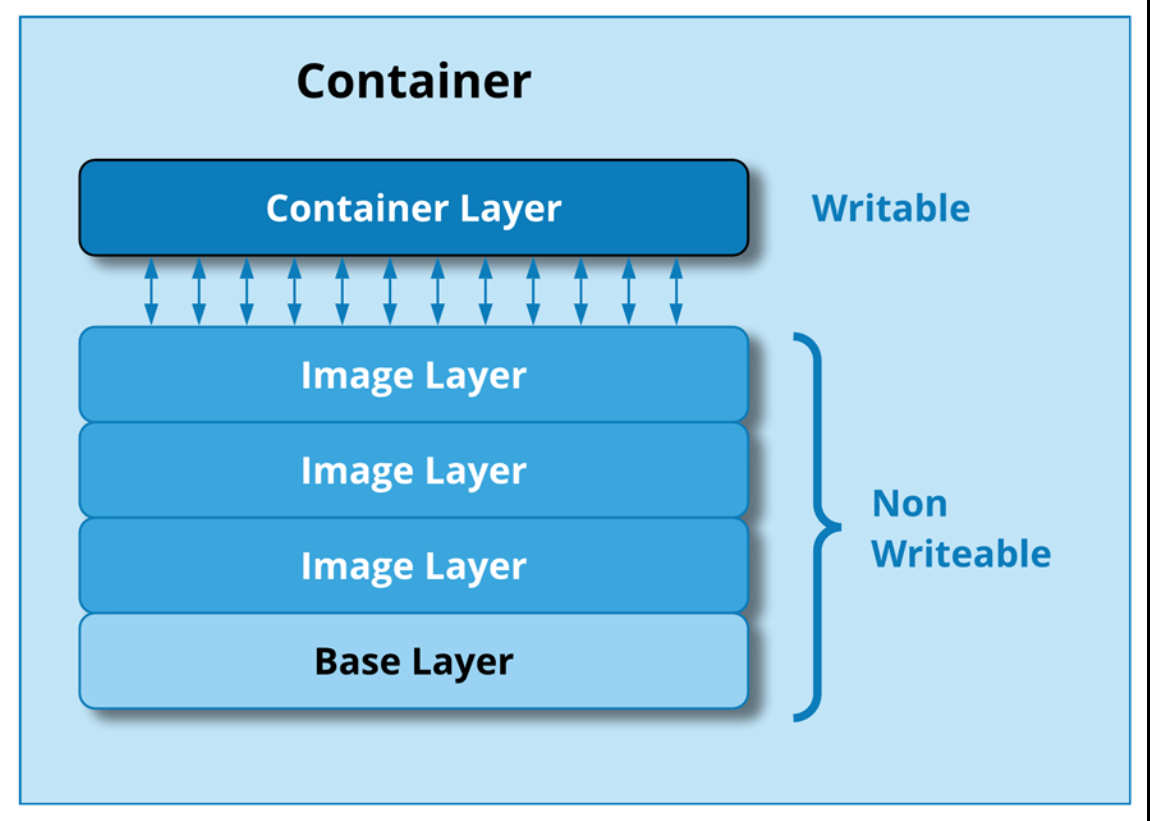 Container
Container Layer
Writable
Image Layer
Image Layer
Image Layer
Base Layer
Non
Writeable